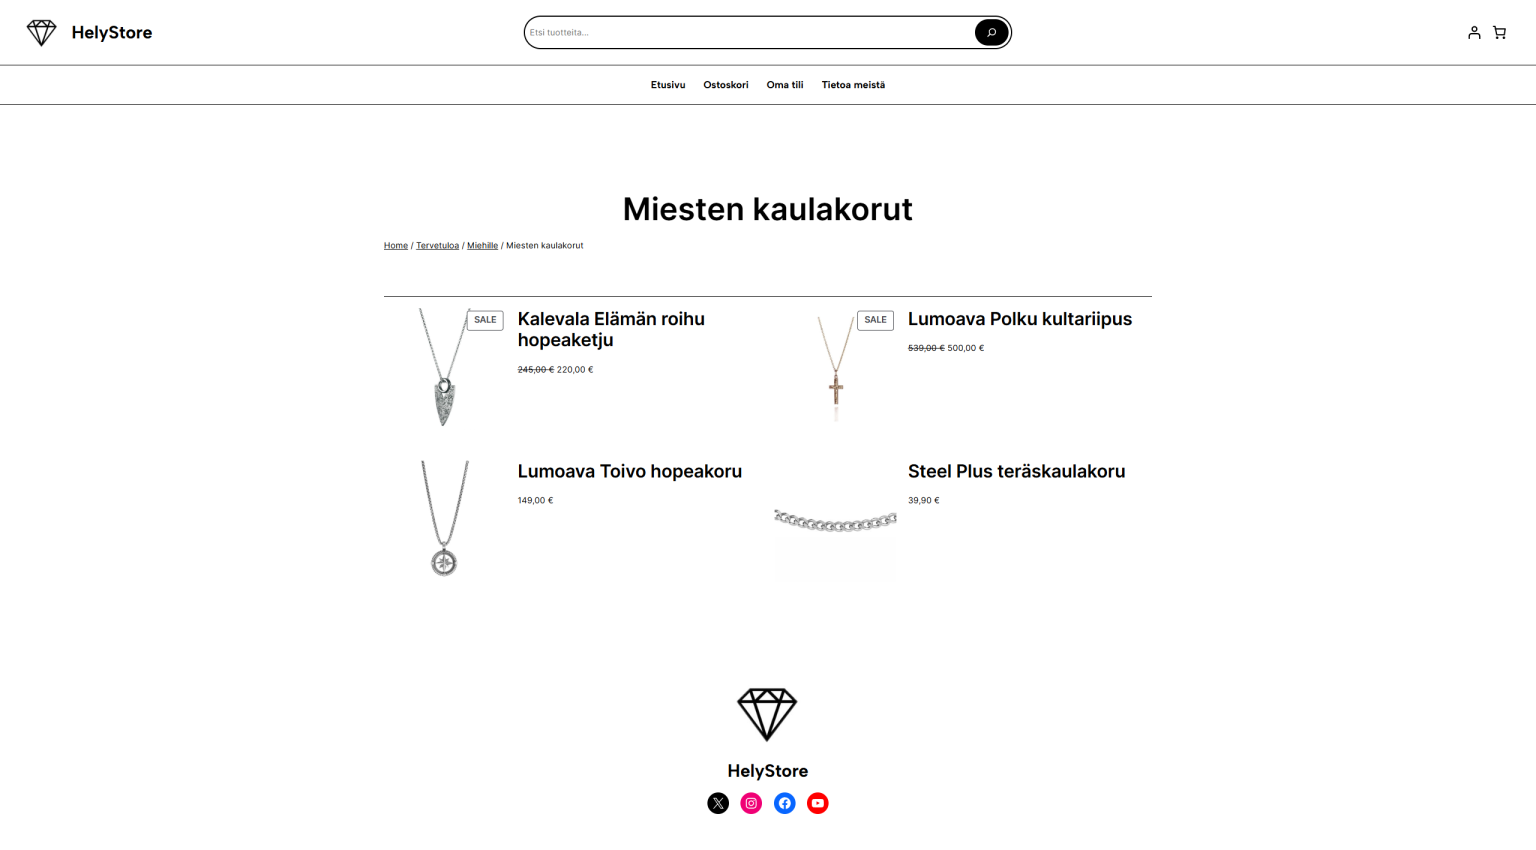 HelyStore
Etsi tuotteita...
Etusivu Ostoskori Oma tili Tietoa meistä
Miesten kaulakorut
Home / Tervetuloa / Miehille / Miesten kaulakorut
SALE
Kalevala Elämän roihu
hopeaketju
245,00 € 220,00 €
SALE
Lumoava Polku kultariipus
539,00 € 500,00 €
Lumoava Toivo hopeakoru
149,00 €
Steel Plus teräskaulakoru
39,90 €
HelyStore